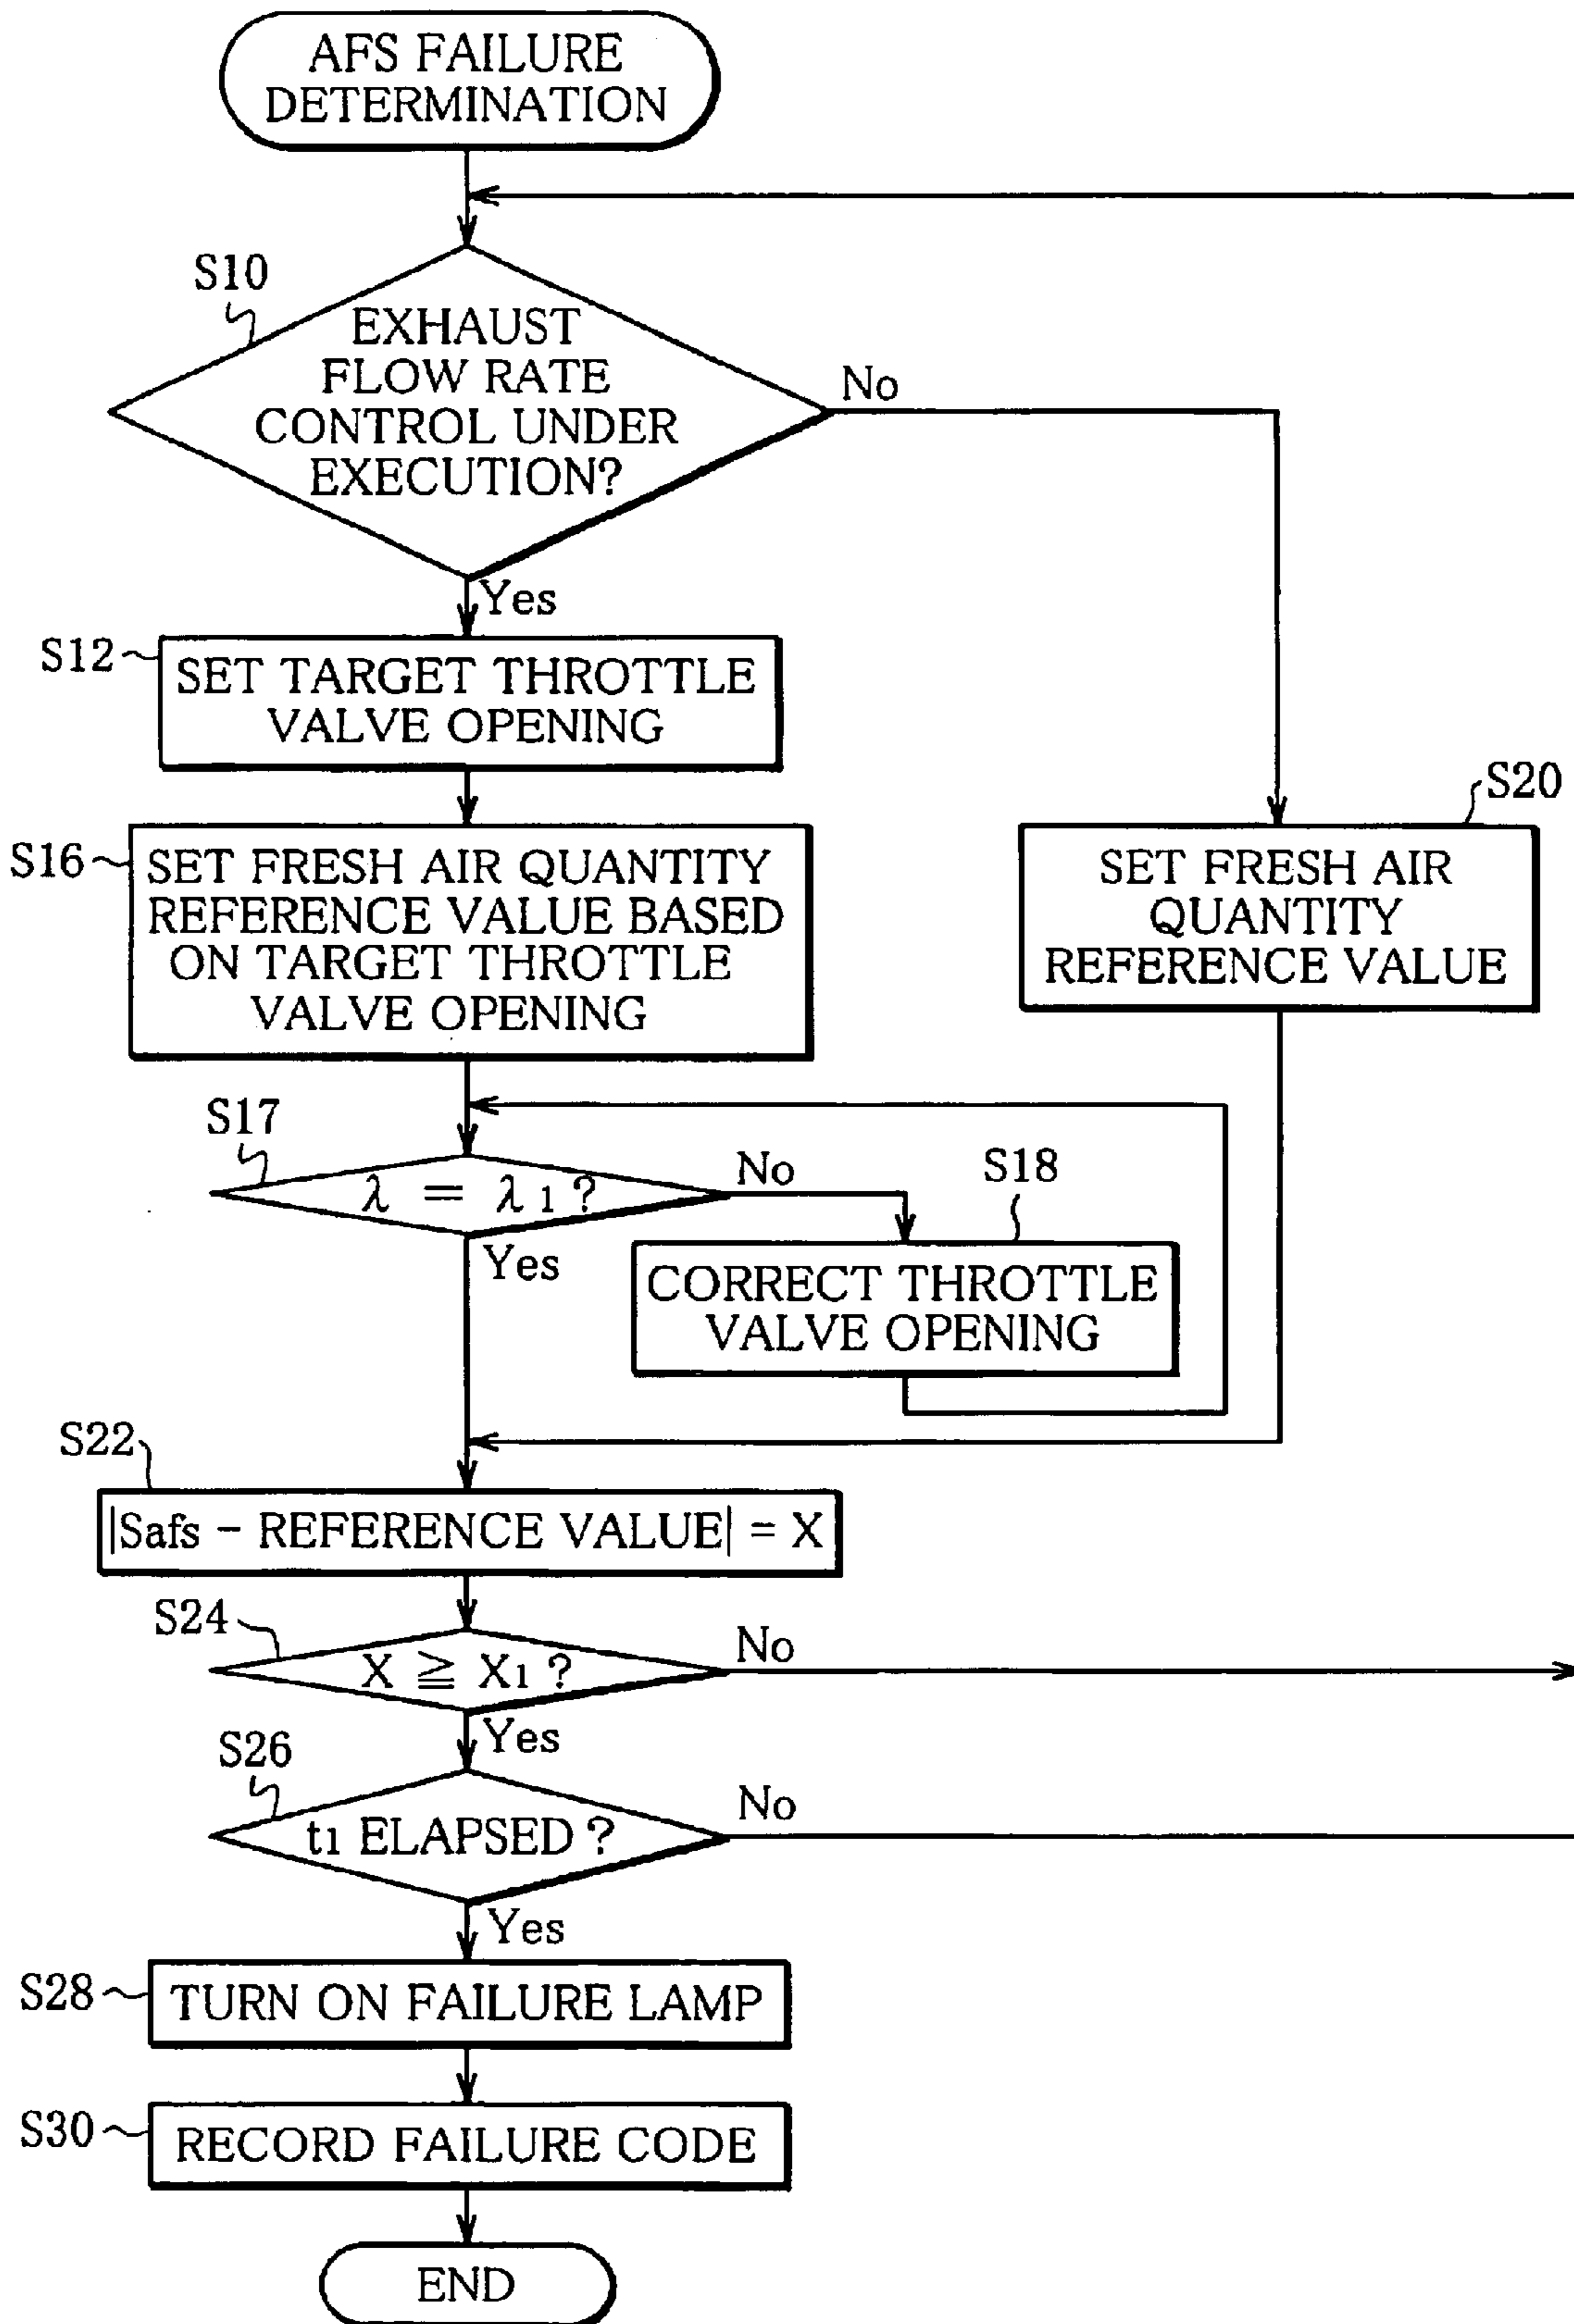 AFS FAILURE
DETERMINATION
S10
EXHAUST
FLOW RATE
CONTROL UNDER
EXECUTION?
No
Yes
S12
SET TARGET THROTTLE
VALVE OPENING
S16
SET FRESH AIR QUANTITY
REFERENCE VALUE BASED
ON TARGET THROTTLE
VALVE OPENING
S20
SET FRESH AIR
QUANTITY
REFERENCE VALUE
S17
λ = λ1?
No
Yes
S18
CORRECT THROTTLE
VALVE OPENING
S22
|Safs - REFERENCE VALUE| = X
S24
X ≧ X1?
No
Yes
S26
t1 ELAPSED?
No
Yes
S28
TURN ON FAILURE LAMP
S30
RECORD FAILURE CODE
END